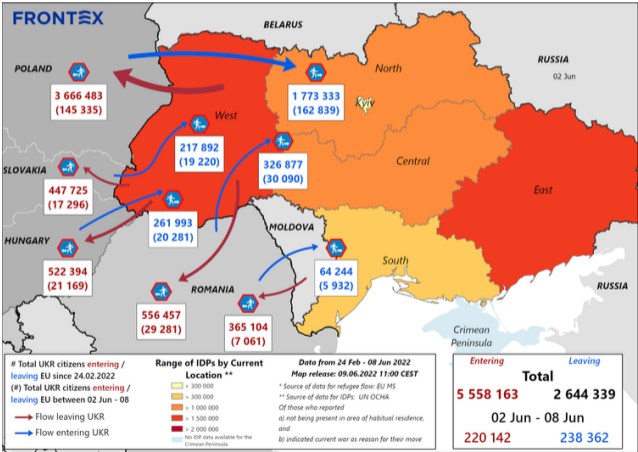 FRONTEX
BELARUS
RUSSIA
02 Jun
POLAND
3 666 483
(145 335)
1 773 333
(162 839)
North
Kyiv
West
217 892
(19 220)
326 877
(30 090)
Central
SLOVAKIA
447 725
(17 296)
261 993
(20 281)
East
HUNGARY
522 394
(21 169)
MOLDOVA
64 244
(5 932)
South
RUSSIA
ROMANIA
556 457
(29 281)
365 104
(7 061)
Crimean
Peninsula
# Total UKR citizens entering /
leaving EU since 24.02.2022
(#) Total UKR citizens entering /
leaving EU between 02 Jun - 08
Flow leaving UKR
Flow entering UKR
Range of IDPs by Current
Location **
< 300 000
> 300 000
> 1 000 000
> 1 500 000
> 2 000 000
No IDP data available for the
Crimean Peninsula
Data from 24 Feb - 08 Jun 2022
Map release: 09.06.2022 11:00 CEST
* Source of data for refugee flow: EU MS
** Source of data for IDPs: UN OCHA
Of those who reported
a) not being present in area of habitual residence,
and
b) indicated current war as reason for their move
Entering Leaving
Total
5 558 163 2 644 339
02 Jun - 08 Jun
220 142 238 362